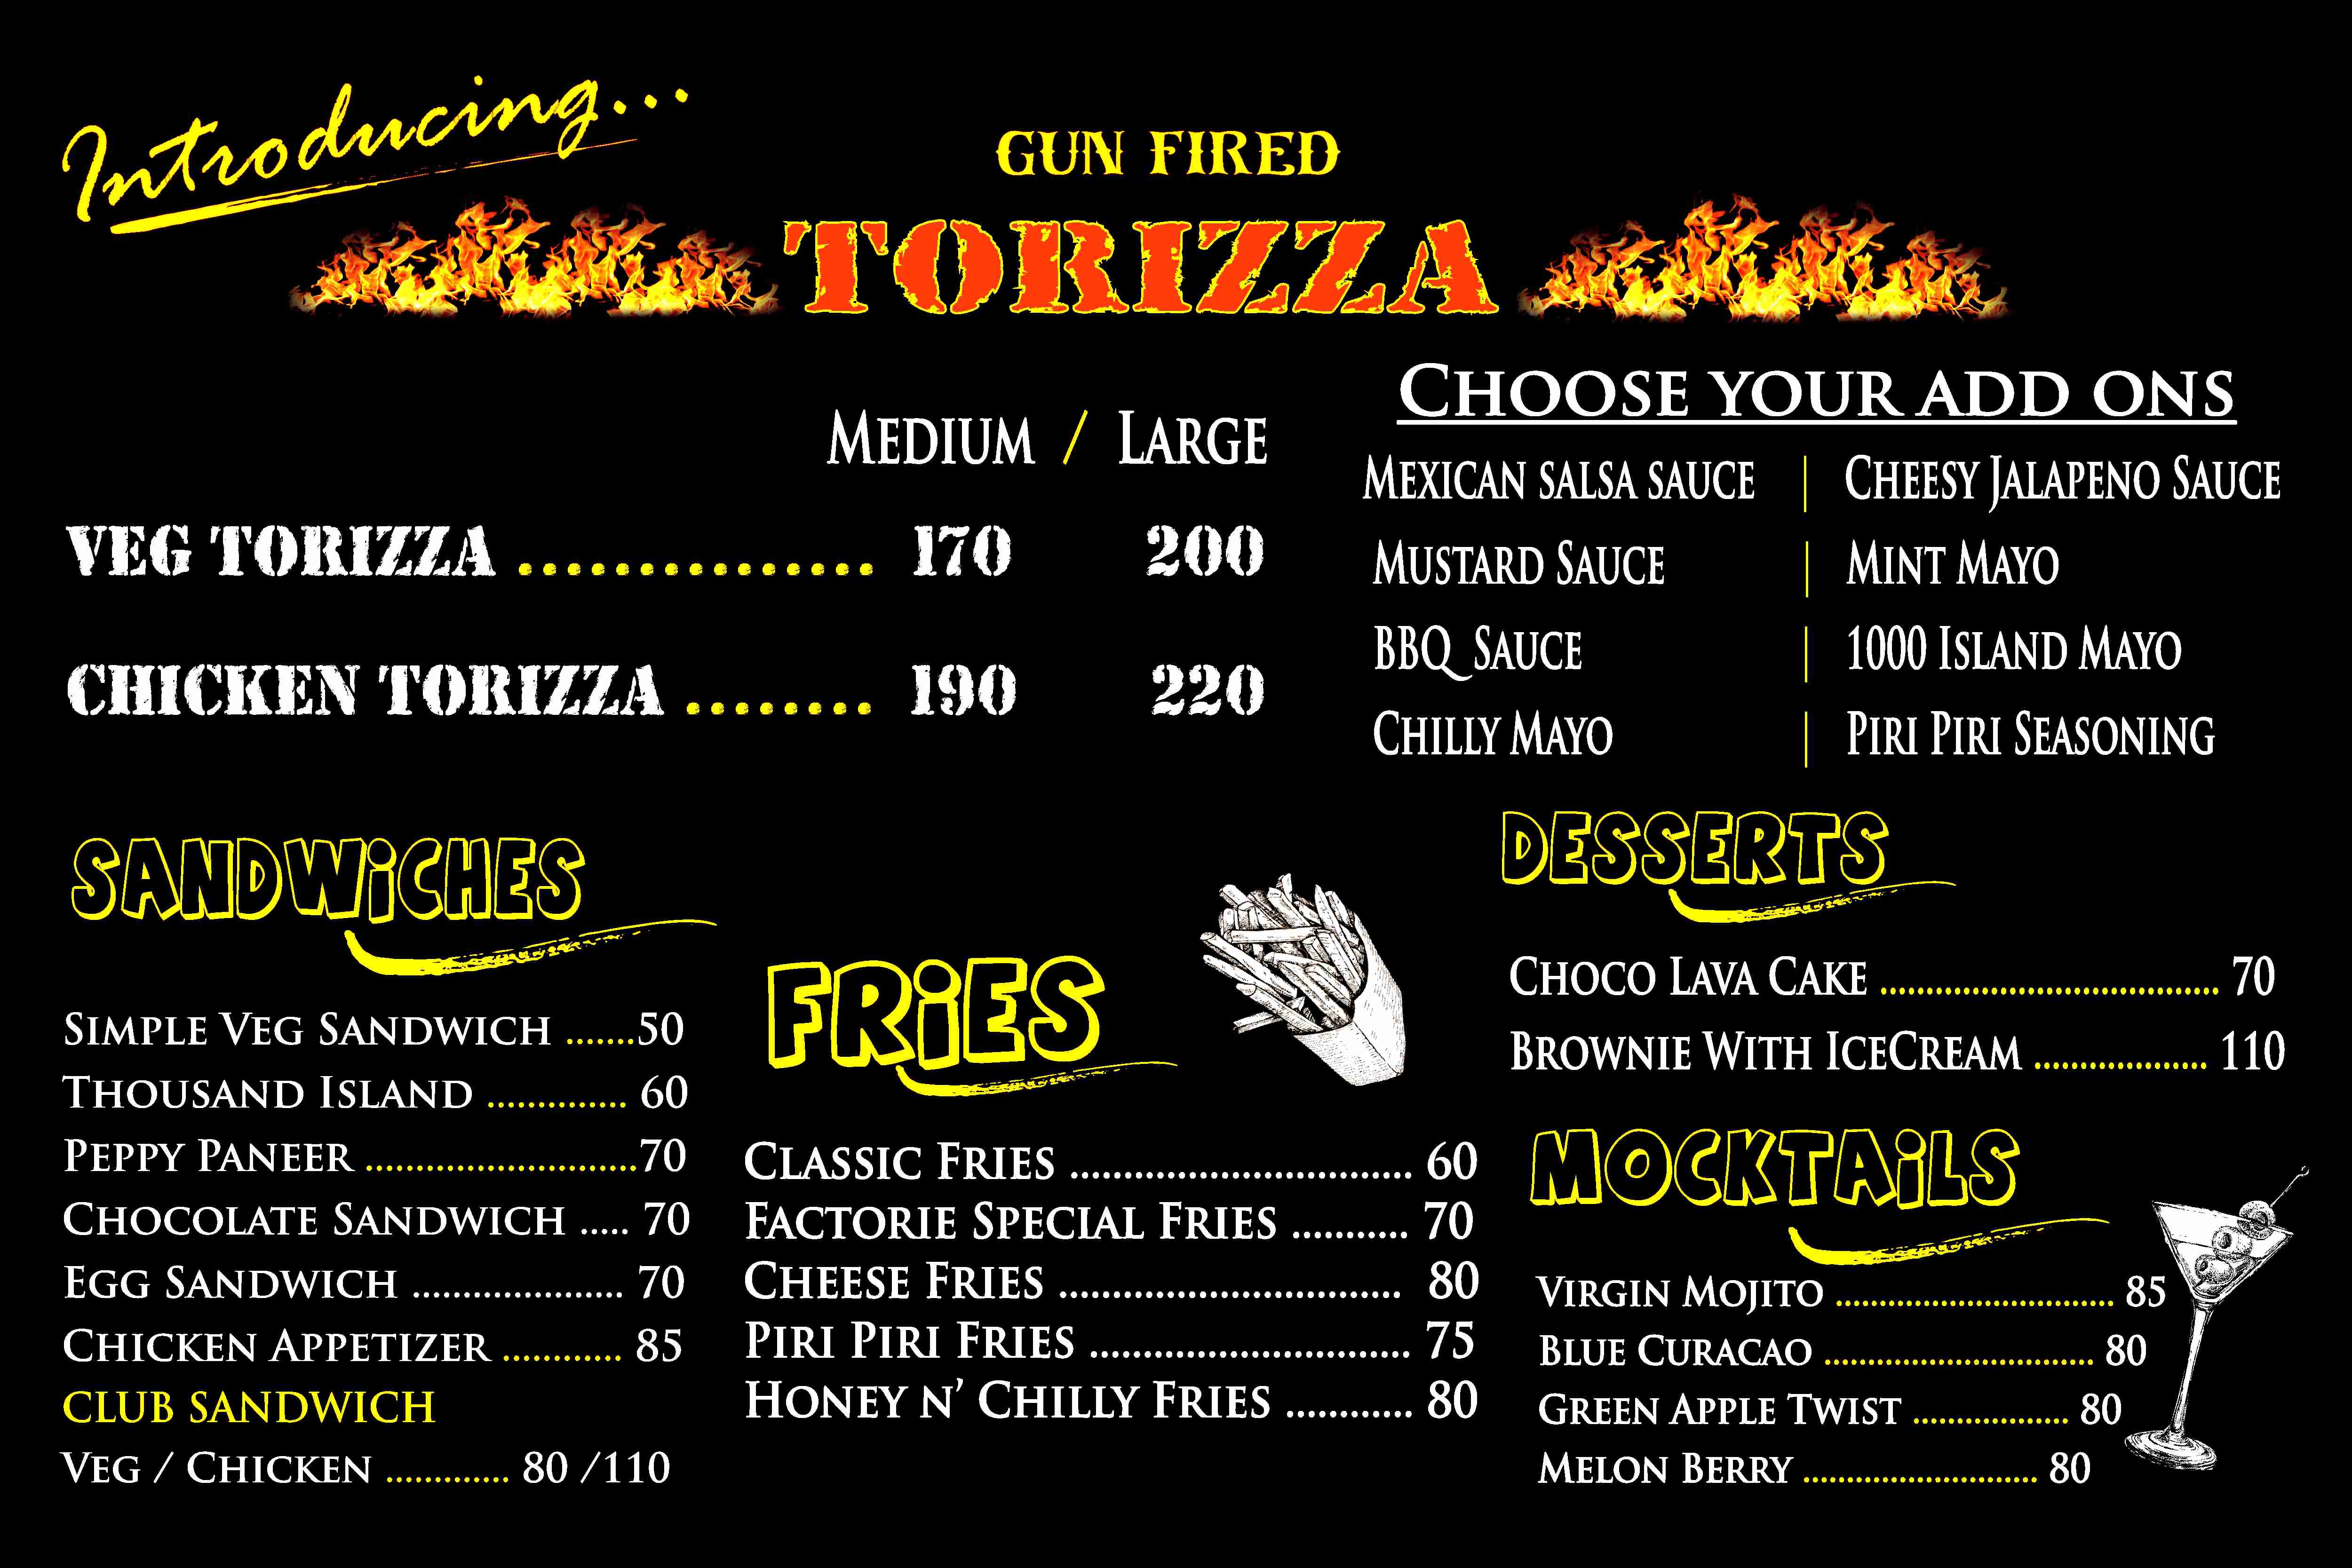 Introducing...
GUN FIRED
TORIZZA
MEDIUM / LARGE
VEG TORIZZA ............... 170 200
CHICKEN TORIZZA ........ 190 220
CHOOSE YOUR ADD ONS
MEXICAN SALSA SAUCE | CHEESY JALAPENO SAUCE
MUSTARD SAUCE | MINT MAYO
BBQ SAUCE | 1000 ISLAND MAYO
CHILLY MAYO | PIRI PIRI SEASONING
SANDWiCHES
SIMPLE VEG SANDWICH .......50
THOUSAND ISLAND .............. 60
PEPPY PANEER ...........................70
CHOCOLATE SANDWICH ..... 70
EGG SANDWICH ..................... 70
CHICKEN APPETIZER ............ 85
CLUB SANDWICH
VEG / CHICKEN ............ 80 /110
FRiES
CLASSIC FRIES ................................ 60
FACTORIE SPECIAL FRIES ........... 70
CHEESE FRIES ................................ 80
PIRI PIRI FRIES .............................. 75
HONEY N’ CHILLY FRIES ............ 80
DESSERTS
CHOCO LAVA CAKE ..................................... 70
BROWNIE WITH ICECREAM ................... 110
MOCKTAiLS
VIRGIN MOJITO ................................ 85
BLUE CURACAO ............................... 80
GREEN APPLE TWIST .................. 80
MELON BERRY ........................... 80